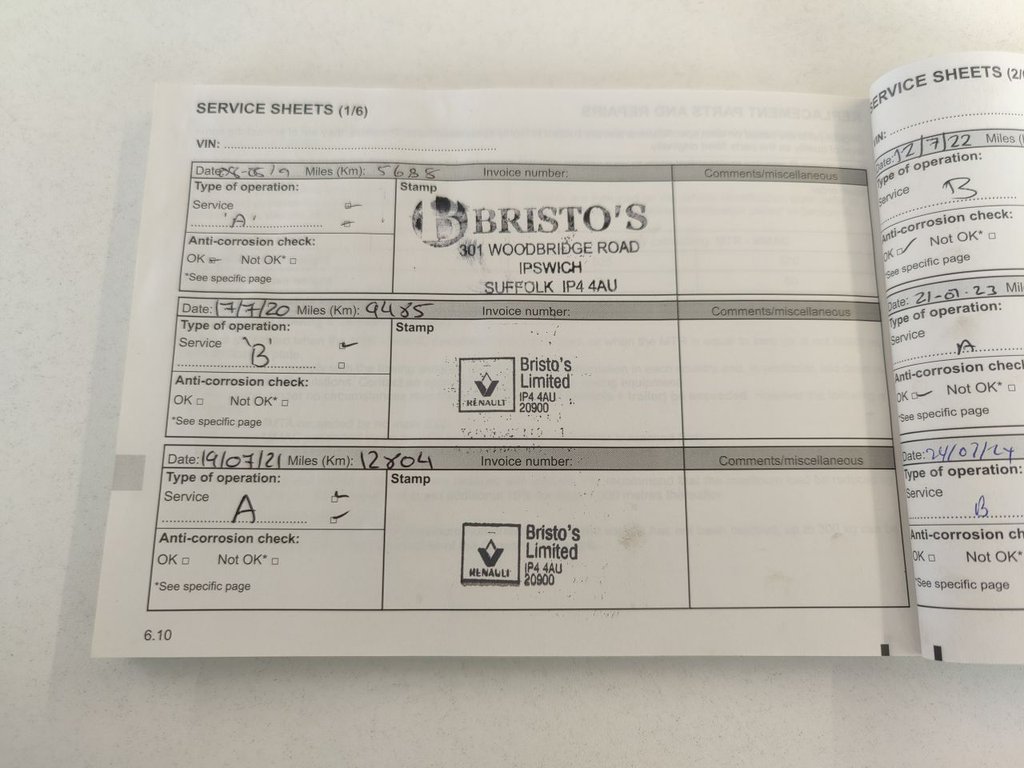 SERVICE SHEETS (1/6)
VIN:
Date: Miles (Km): 5688 Invoice number: Comments/miscellaneous
Type of operation: Stamp
Service
'A'
Anti-corrosion check:
OK Not OK*
*See specific page
B BRISTO'S
301 WOODBRIDGE ROAD
IPSWICH
SUFFOLK IP4 4AU
Date: 17/7/20 Miles (Km): 9485 Invoice number: Comments/miscellaneous
Type of operation: Stamp
Service
'B'
Anti-corrosion check:
OK Not OK*
*See specific page
RENAULT
Bristo's
Limited
IP4 4AU
20900
Date: 19/07/21 Miles (Km): 12804 Invoice number: Comments/miscellaneous
Type of operation: Stamp
Service
A
Anti-corrosion check:
OK Not OK*
*See specific page
RENAULT
Bristo's
Limited
IP4 4AU
20900
6.10
SERVICE SHEETS (2/
VIN:
Date: 12/7/22 Miles (
Type of operation:
Service
B
Anti-corrosion ch
OK Not OK*
*See specific page
Date: 21-07-23 Mil
Type of operation:
Service
A
Anti-corrosion ch
OK Not OK*
*See specific page
Date: 24/07/24
Type of operation:
Service
B
Anti-corrosion ch
OK Not OK*
*See specific page